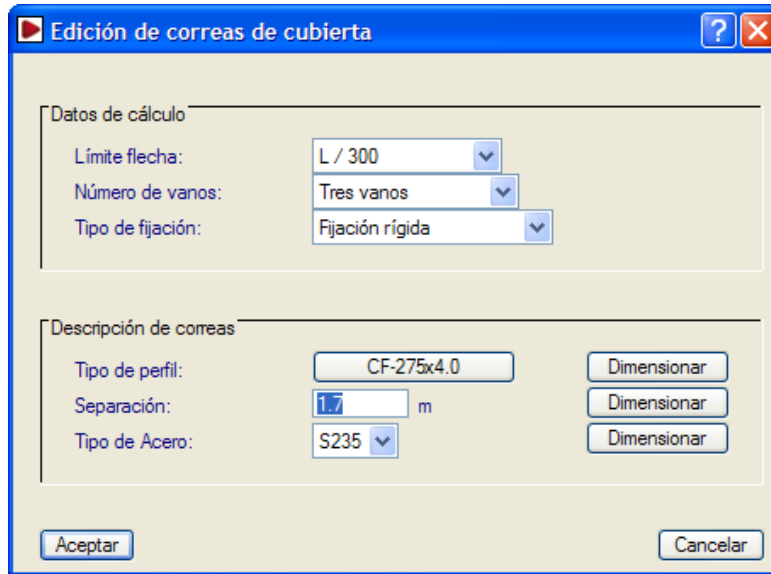 Edición de correas de cubierta
Datos de cálculo
Límite flecha: L / 300
Número de vanos: Tres vanos
Tipo de fijación: Fijación rígida
Descripción de correas
Tipo de perfil: CF-275x4.0 Dimensionar
Separación: 1.7 m Dimensionar
Tipo de Acero: S235 Dimensionar
Aceptar Cancelar